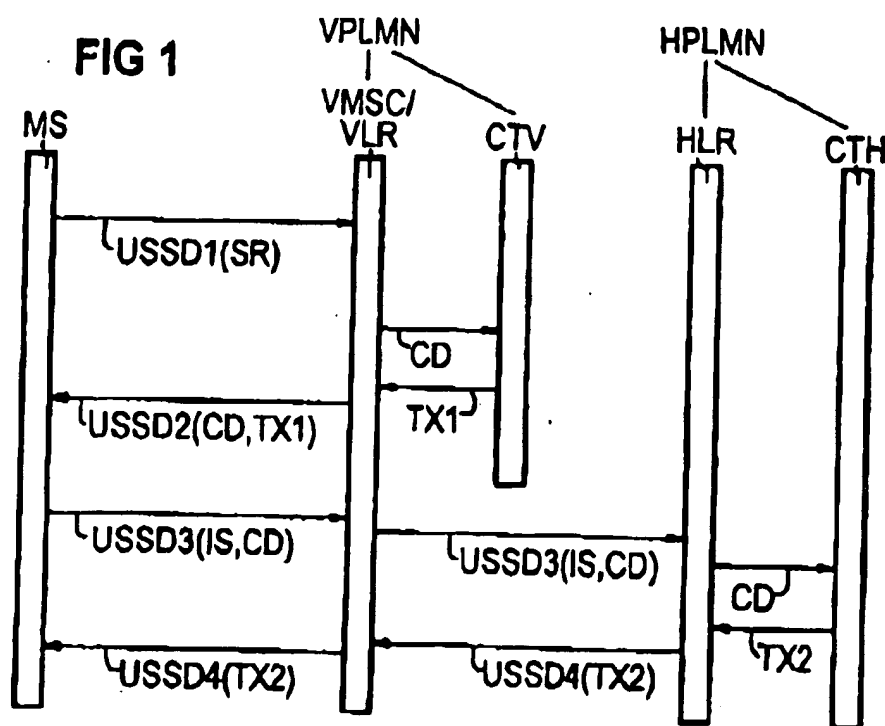 FIG 1
VPLMN
HPLMN
MS
VMSC/
VLR
CTV
HLR
CTH
USSD1(SR)
CD
TX1
USSD2(CD,TX1)
USSD3(IS,CD)
USSD3(IS,CD)
CD
TX2
USSD4(TX2)
USSD4(TX2)